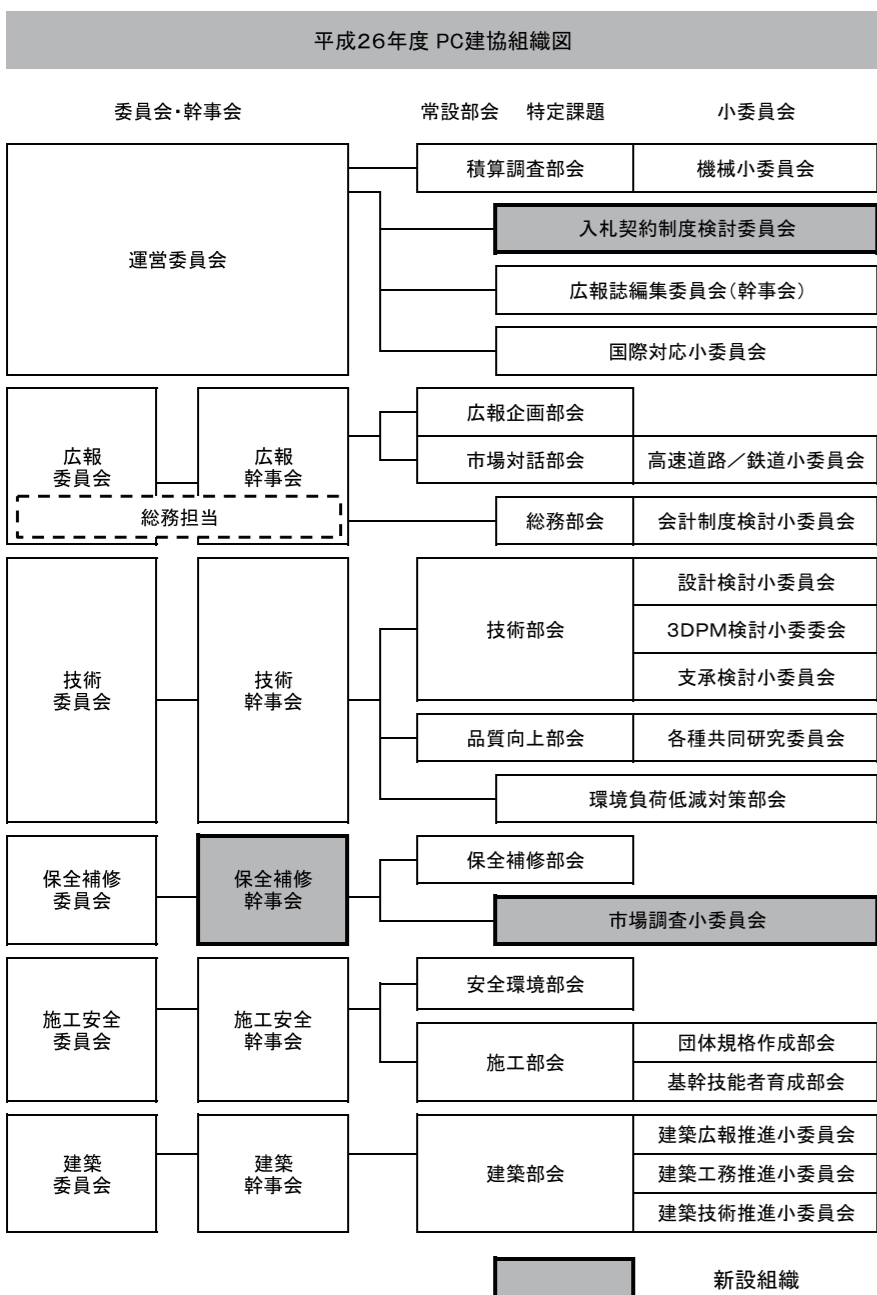 平成26年度 PC建協組織図
委員会・幹事会
常設部会
特定課題
小委員会
運営委員会
積算調査部会
機械小委員会
入札契約制度検討委員会
広報誌編集委員会（幹事会）
国際対応小委員会
広報
委員会
広報
幹事会
総務担当
広報企画部会
市場対話部会
高速道路／鉄道小委員会
総務部会
会計制度検討小委員会
技術
委員会
技術
幹事会
技術部会
設計検討小委員会
3DPM検討小委委会
支承検討小委員会
品質向上部会
各種共同研究委員会
環境負荷低減対策部会
保全補修
委員会
保全補修
幹事会
保全補修部会
市場調査小委員会
施工安全
委員会
施工安全
幹事会
安全環境部会
施工部会
団体規格作成部会
基幹技能者育成部会
建築
委員会
建築
幹事会
建築部会
建築広報推進小委員会
建築工務推進小委員会
建築技術推進小委員会
新設組織